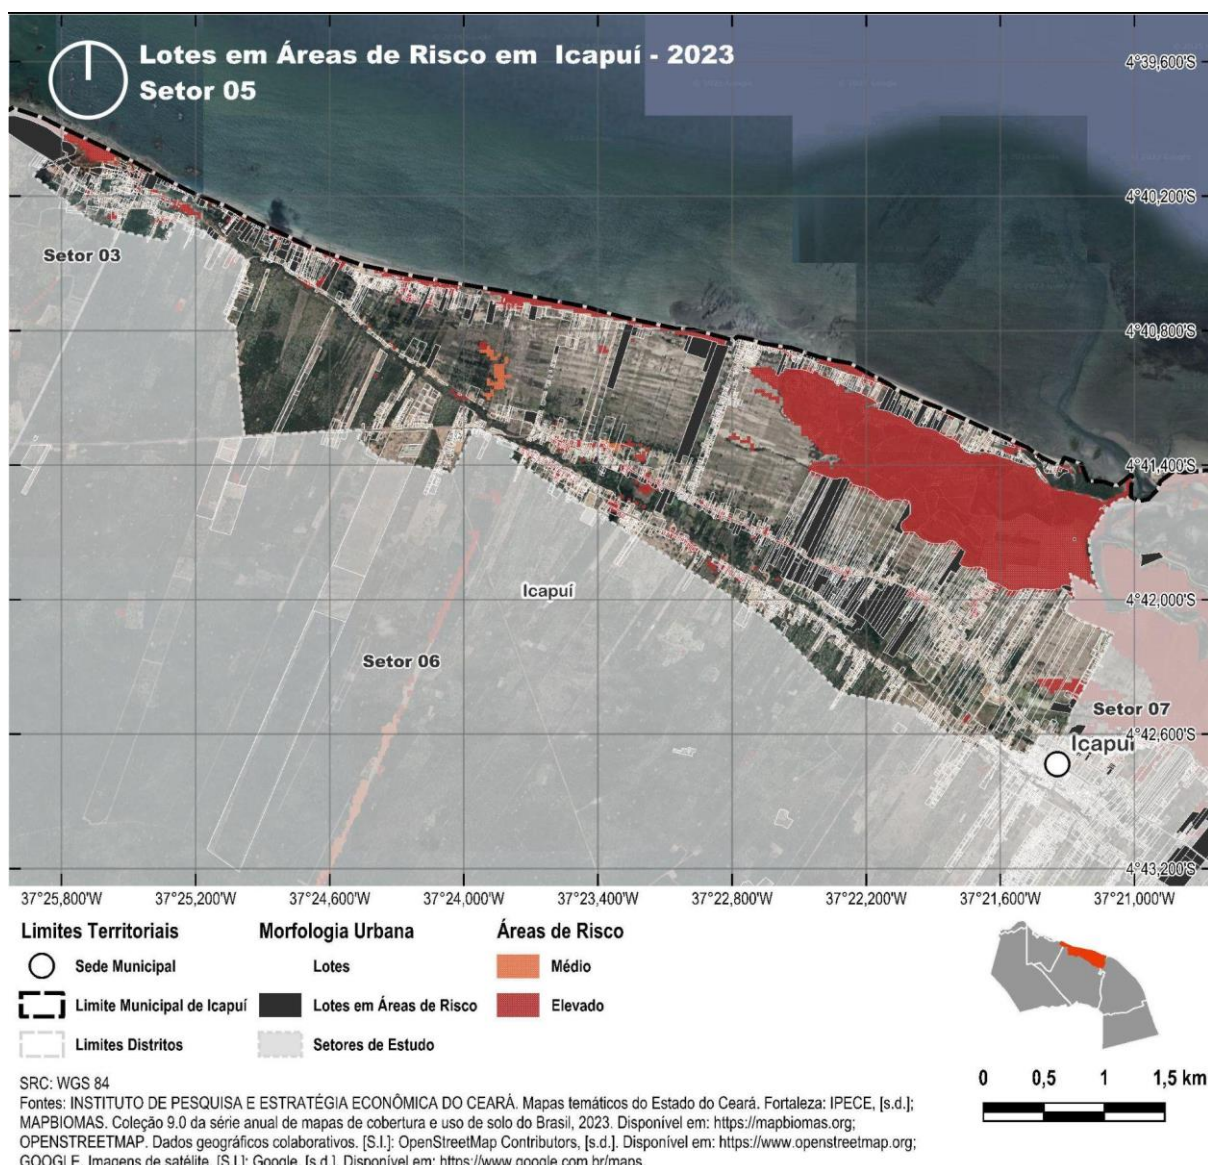 Lotes em Áreas de Risco em Icapuí - 2023
Setor 05
4°39,600'S
4°40,200'S
Setor 03
4°40,800'S
4°41,400'S
Icapuí
4°42,000'S
Setor 06
Setor 07
4°42,600'S
Icapuí
4°43,200'S
37°25,800'W 37°25,200'W 37°24,600'W 37°24,000'W 37°23,400'W 37°22,800'W 37°22,200'W 37°21,600'W 37°21,000'W
Limites Territoriais
Sede Municipal
Limite Municipal de Icapuí
Limites Distritos
Morfologia Urbana
Lotes
Lotes em Áreas de Risco
Setores de Estudo
Áreas de Risco
Médio
Elevado
0 0,5 1 1,5 km
SRC: WGS 84
Fontes: INSTITUTO DE PESQUISA E ESTRATÉGIA ECONÔMICA DO CEARÁ. Mapas temáticos do Estado do Ceará. Fortaleza: IPECE, [s.d.];
MAPBIOMAS. Coleção 9.0 da série anual de mapas de cobertura e uso de solo do Brasil, 2023. Disponível em: https://mapbiomas.org;
OPENSTREETMAP. Dados geográficos colaborativos. [S.l.]: OpenStreetMap Contributors, [s.d.]. Disponível em: https://www.openstreetmap.org;
GOOGLE. Imagens de satélite. [S.l.]: Google, [s.d.]. Disponível em: https://www.google.com.br/maps.